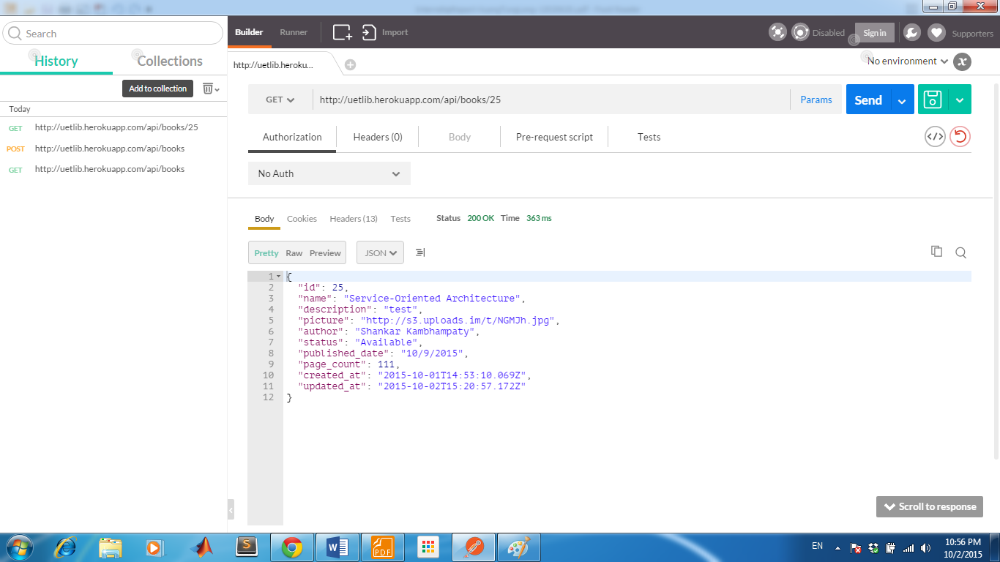 Search
History
Collections
Add to collection
Today
GET http://uetlib.herokuapp.com/api/books/25
POST http://uetlib.herokuapp.com/api/books
GET http://uetlib.herokuapp.com/api/books
Builder Runner Import Disabled Sign in Supporters
http://uetlib.heroku...
No environment x
GET http://uetlib.herokuapp.com/api/books/25 Params Send
Authorization Headers (0) Body Pre-request script Tests </>
No Auth
Body Cookies Headers (13) Tests Status 200 OK Time 363 ms
Pretty Raw Preview JSON
1 {
2 "id": 25,
3 "name": "Service-Oriented Architecture",
4 "description": "test",
5 "picture": "http://s3.uploads.im/t/NGMJh.jpg",
6 "author": "Shankar Kambhampaty",
7 "status": "Available",
8 "published_date": "10/9/2015",
9 "page_count": 111,
10 "created_at": "2015-10-01T14:53:10.069Z",
11 "updated_at": "2015-10-02T15:20:57.172Z"
12 }
Scroll to response
S W PDF
EN 10:56 PM
10/2/2015